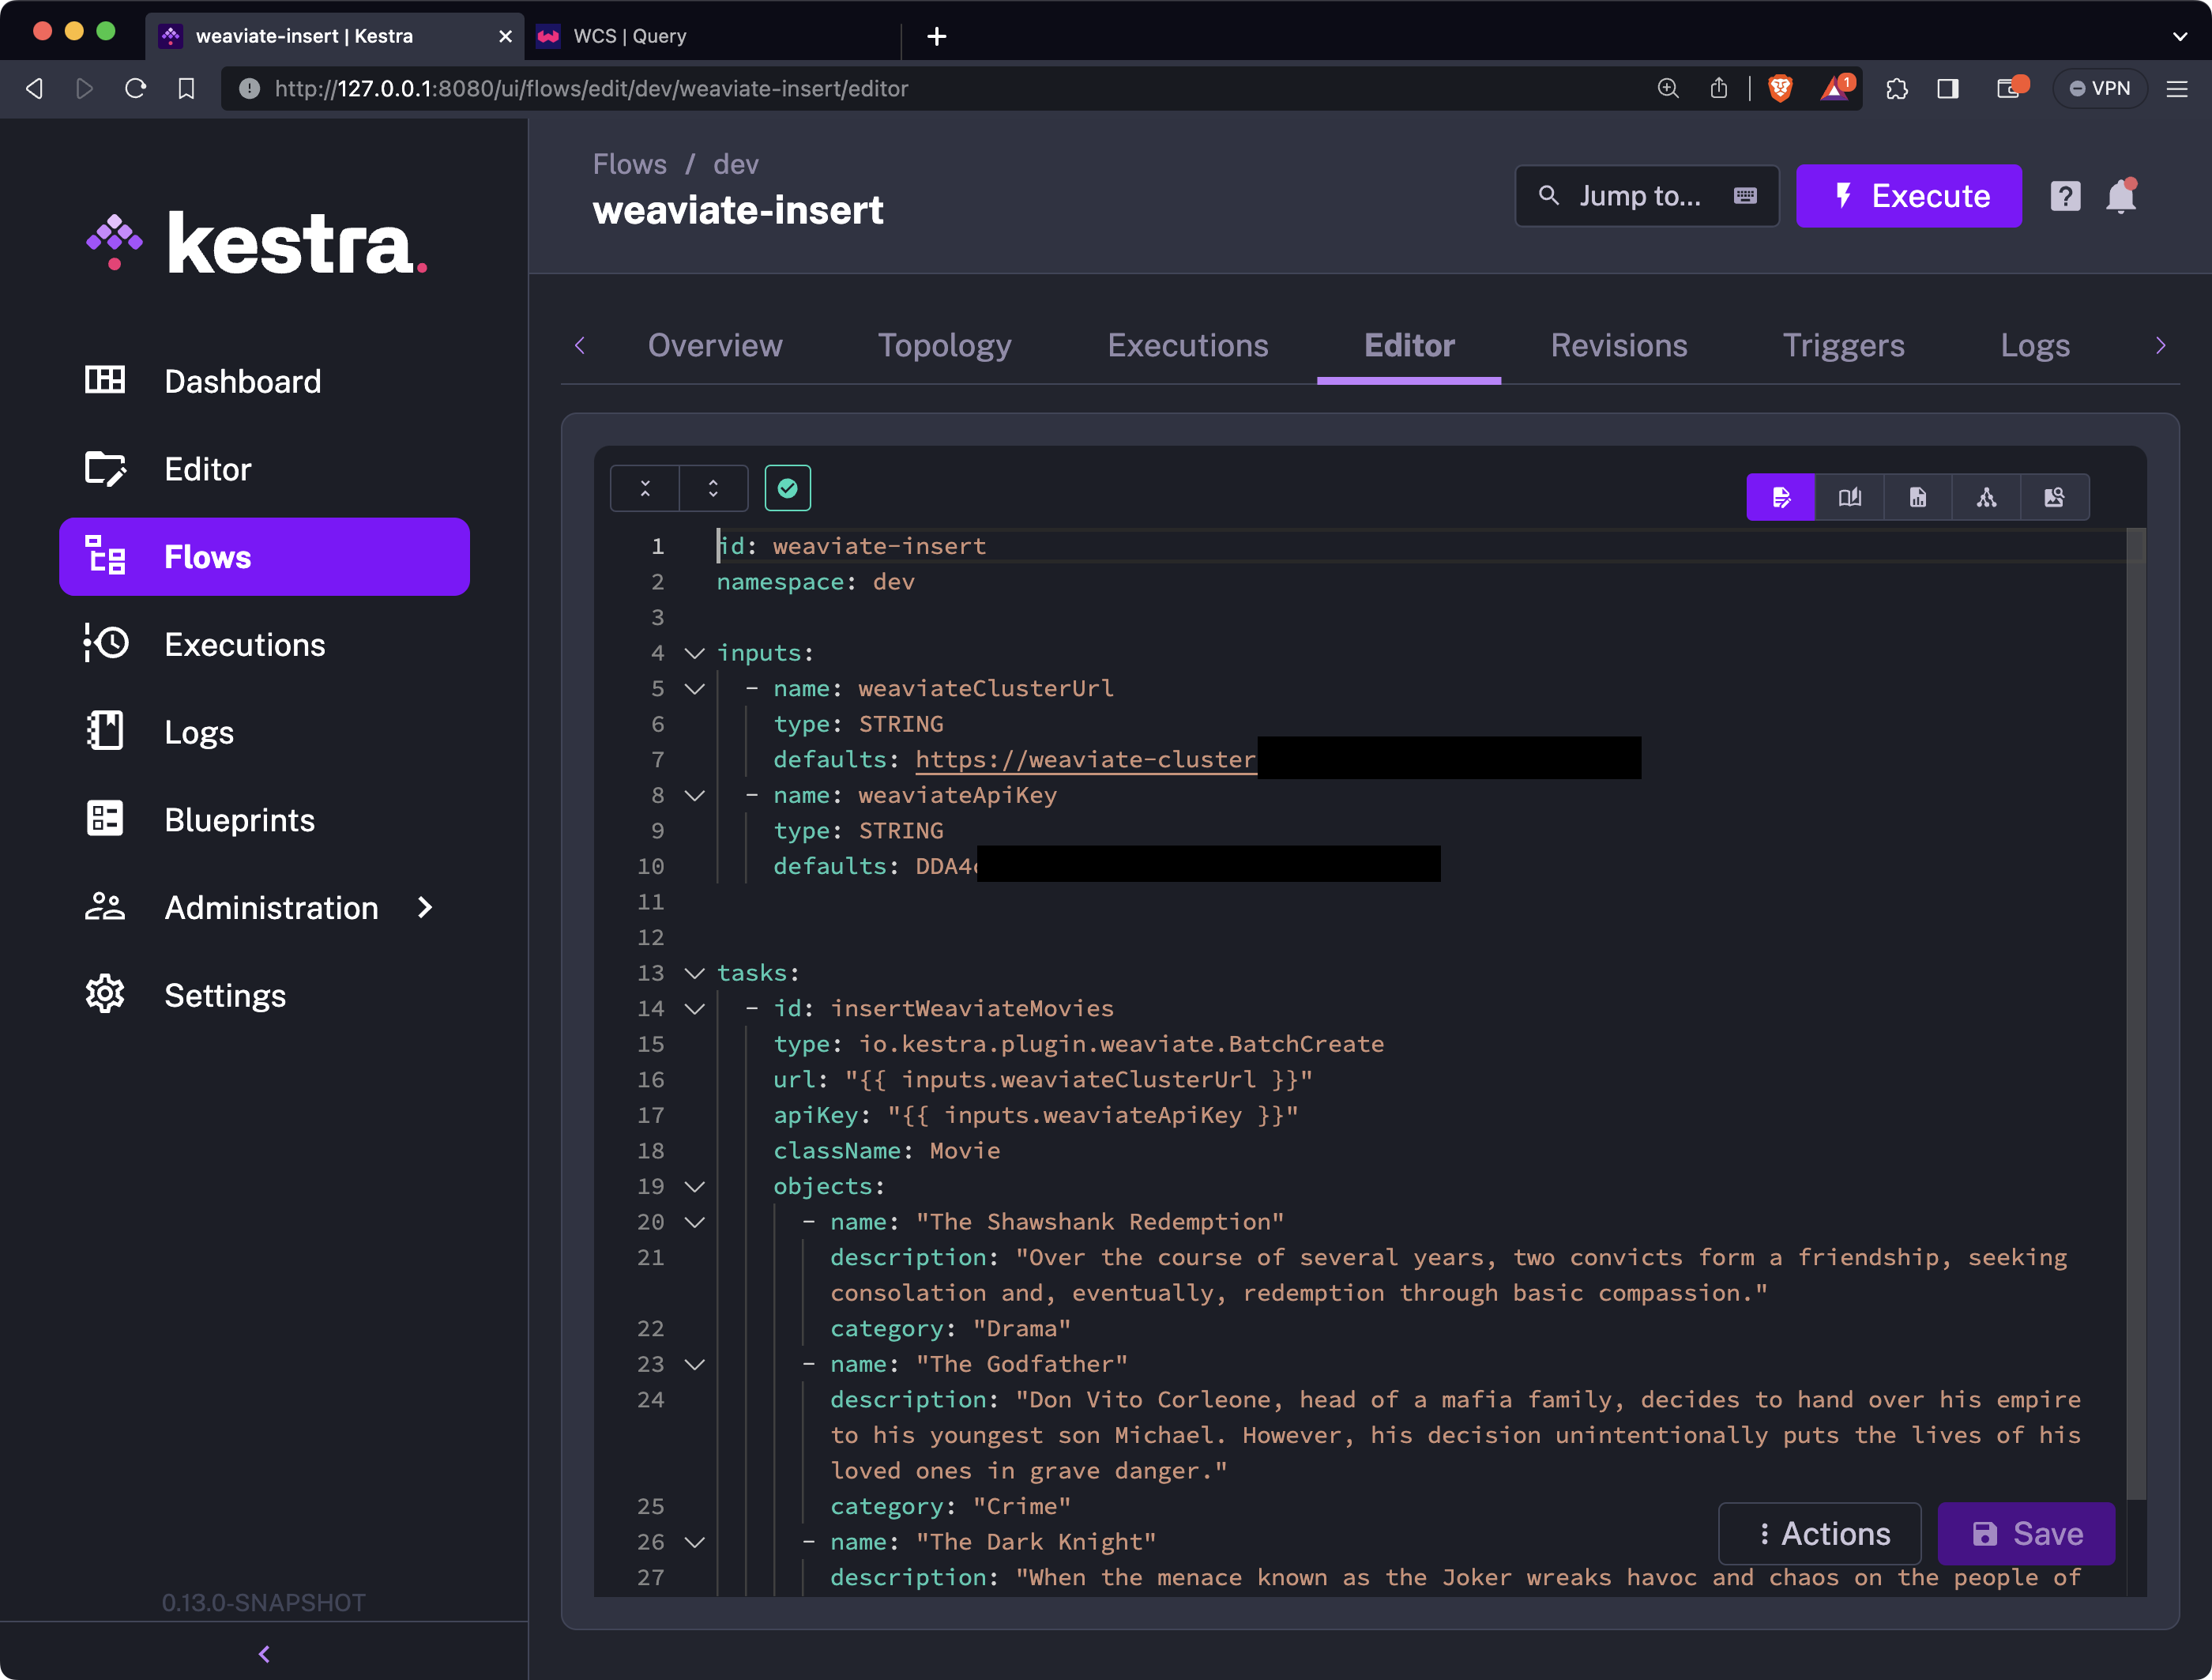 weaviate-insert | Kestra
WCS | Query
http://127.0.0.1:8080/ui/flows/edit/dev/weaviate-insert/editor
1
VPN
kestra.
Dashboard
Editor
Flows
Executions
Logs
Blueprints
Administration
Settings
0.13.0-SNAPSHOT
Flows / dev
weaviate-insert
Jump to...
Execute
Overview
Topology
Executions
Editor
Revisions
Triggers
Logs
1 id: weaviate-insert
2 namespace: dev
3
4 inputs:
5 - name: weaviateClusterUrl
6 type: STRING
7 defaults: https://weaviate-cluster
8 - name: weaviateApiKey
9 type: STRING
10 defaults: DDA4
11
12
13 tasks:
14 - id: insertWeaviateMovies
15 type: io.kestra.plugin.weaviate.BatchCreate
16 url: "{{ inputs.weaviateClusterUrl }}"
17 apiKey: "{{ inputs.weaviateApiKey }}"
18 className: Movie
19 objects:
20 - name: "The Shawshank Redemption"
21 description: "Over the course of several years, two convicts form a friendship, seeking
consolation and, eventually, redemption through basic compassion."
22 category: "Drama"
23 - name: "The Godfather"
24 description: "Don Vito Corleone, head of a mafia family, decides to hand over his empire
to his youngest son Michael. However, his decision unintentionally puts the lives of his
loved ones in grave danger."
25 category: "Crime"
26 - name: "The Dark Knight"
27 description: "When the menace known as the Joker wreaks havoc and chaos on the people of
Actions
Save